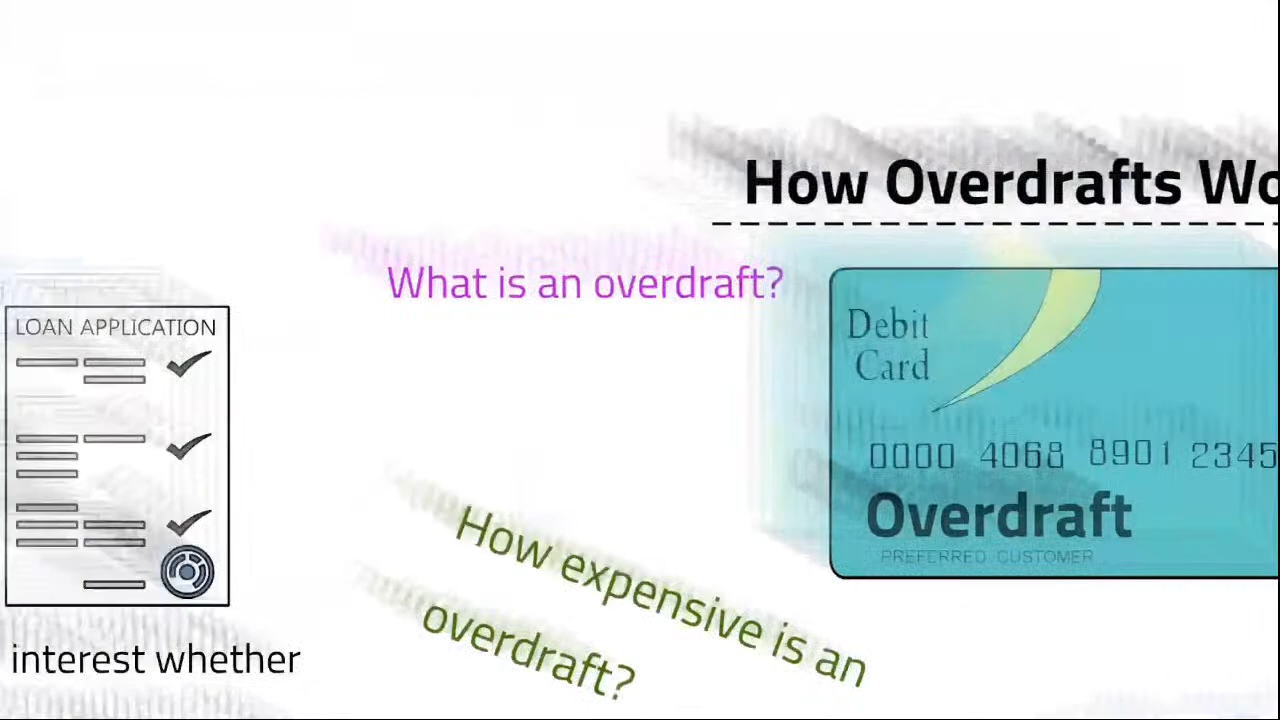 How Overdrafts Wo
What is an overdraft?
LOAN APPLICATION
Debit
Card
0000 4068 8901 2345
Overdraft
PREFERRED CUSTOMER
How expensive is an
overdraft?
interest whether